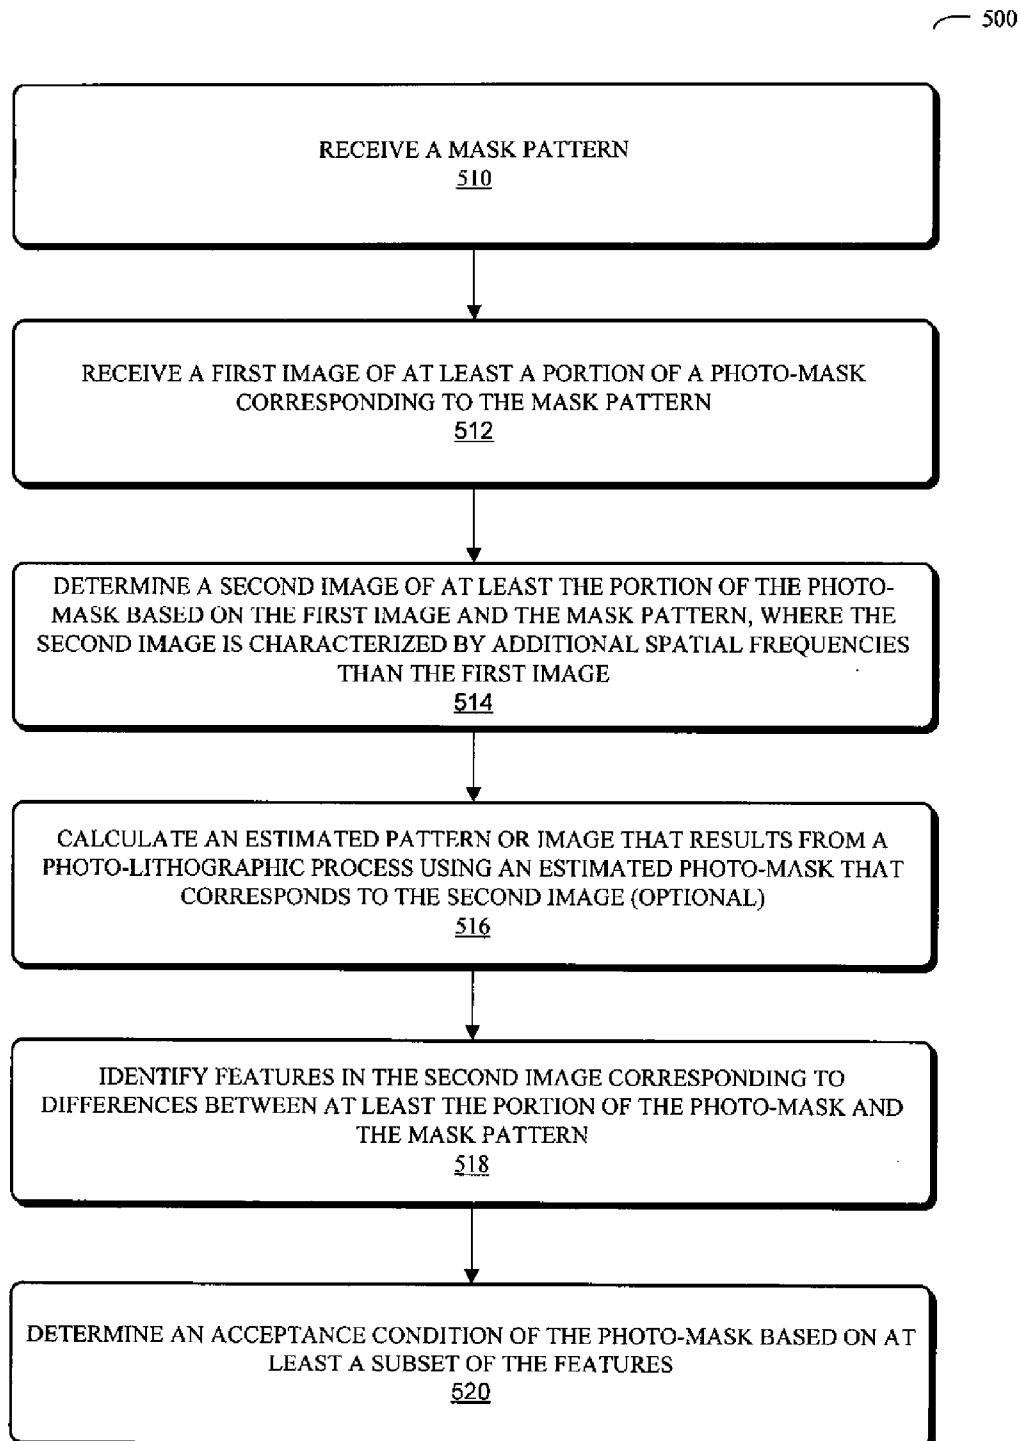 500
RECEIVE A MASK PATTERN
510
RECEIVE A FIRST IMAGE OF AT LEAST A PORTION OF A PHOTO-MASK
CORRESPONDING TO THE MASK PATTERN
512
DETERMINE A SECOND IMAGE OF AT LEAST THE PORTION OF THE PHOTO-
MASK BASED ON THE FIRST IMAGE AND THE MASK PATTERN, WHERE THE
SECOND IMAGE IS CHARACTERIZED BY ADDITIONAL SPATIAL FREQUENCIES
THAN THE FIRST IMAGE
514
CALCULATE AN ESTIMATED PATTERN OR IMAGE THAT RESULTS FROM A
PHOTO-LITHOGRAPHIC PROCESS USING AN ESTIMATED PHOTO-MASK THAT
CORRESPONDS TO THE SECOND IMAGE (OPTIONAL)
516
IDENTIFY FEATURES IN THE SECOND IMAGE CORRESPONDING TO
DIFFERENCES BETWEEN AT LEAST THE PORTION OF THE PHOTO-MASK AND
THE MASK PATTERN
518
DETERMINE AN ACCEPTANCE CONDITION OF THE PHOTO-MASK BASED ON AT
LEAST A SUBSET OF THE FEATURES
520